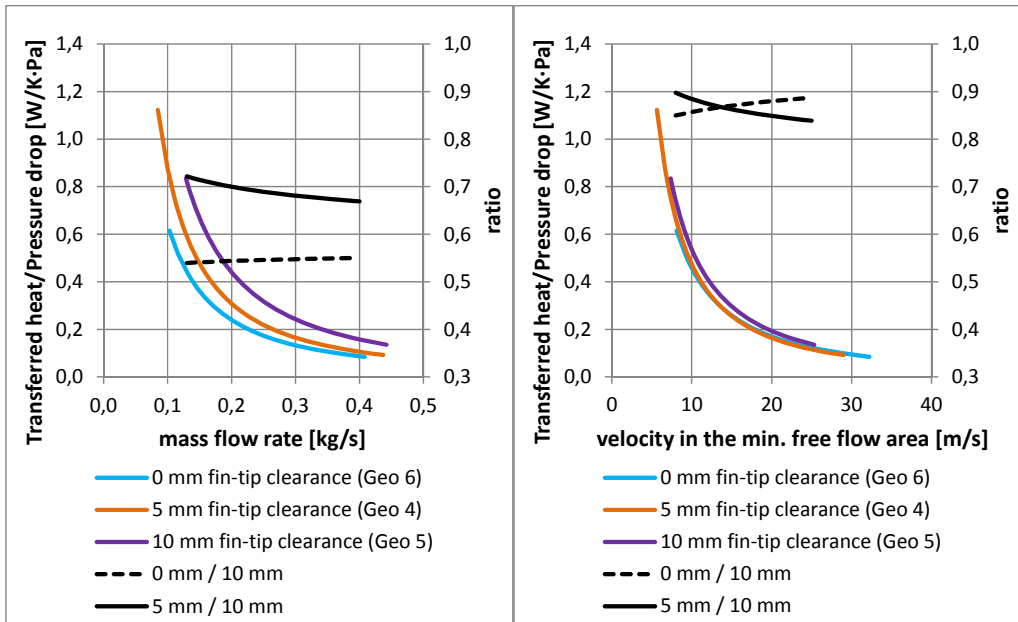 Transferred heat/Pressure drop [W/K·Pa]
1,4
1,2
1,0
0,8
0,6
0,4
0,2
0,0
1,0
0,9
0,8
0,7
0,6
0,5
0,4
0,3
ratio
0,0 0,1 0,2 0,3 0,4 0,5
mass flow rate [kg/s]
0 mm fin-tip clearance (Geo 6)
5 mm fin-tip clearance (Geo 4)
10 mm fin-tip clearance (Geo 5)
0 mm / 10 mm
5 mm / 10 mm
Transferred heat/Pressure drop [W/K·Pa]
1,4
1,2
1,0
0,8
0,6
0,4
0,2
0,0
1,0
0,9
0,8
0,7
0,6
0,5
0,4
0,3
ratio
0 10 20 30 40
velocity in the min. free flow area [m/s]
0 mm fin-tip clearance (Geo 6)
5 mm fin-tip clearance (Geo 4)
10 mm fin-tip clearance (Geo 5)
0 mm / 10 mm
5 mm / 10 mm